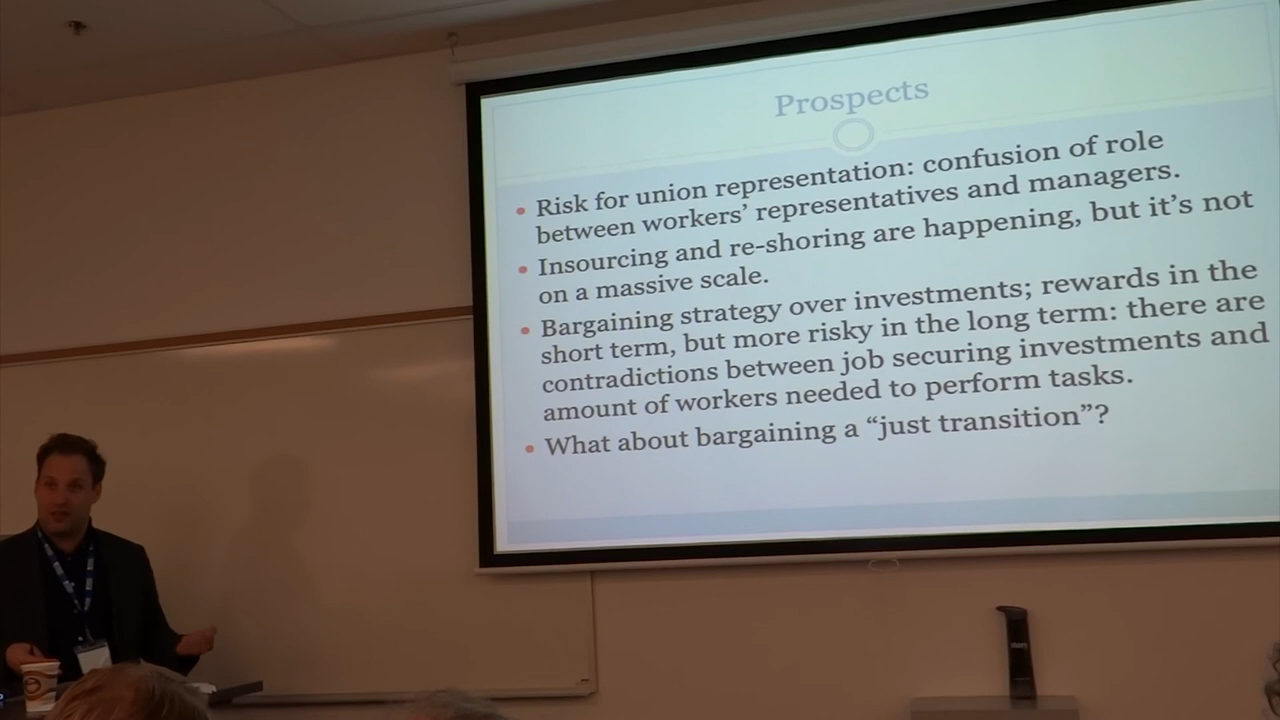 Prospects
• Risk for union representation: confusion of role
between workers’ representatives and managers.
• Insourcing and re-shoring are happening, but it’s not
on a massive scale.
• Bargaining strategy over investments; rewards in the
short term, but more risky in the long term: there are
contradictions between job securing investments and
amount of workers needed to perform tasks.
• What about bargaining a “just transition”?